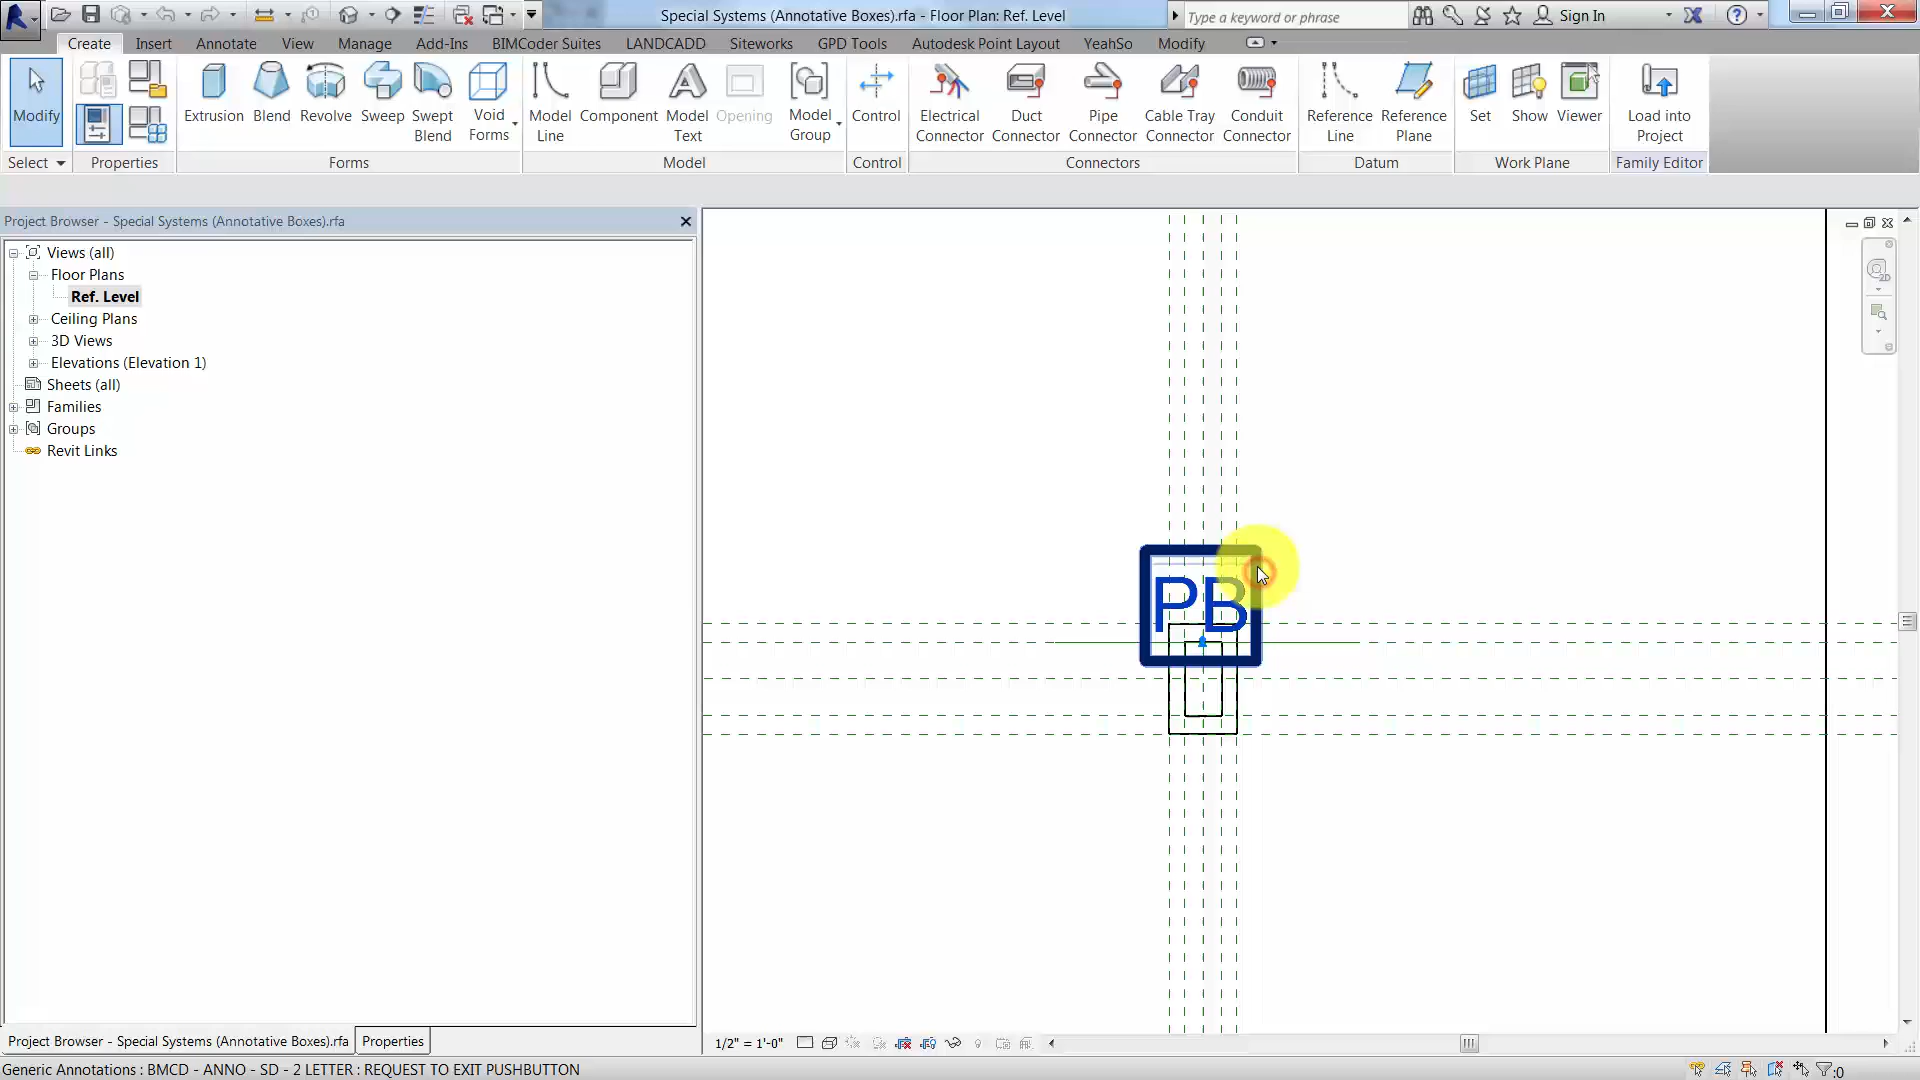 Special Systems (Annotative Boxes).rfa - Floor Plan: Ref. Level
Type a keyword or phrase
Sign In
Create
Insert
Annotate
View
Manage
Add-Ins
BIMCoder Suites
LANDCADD
Siteworks
GPD Tools
Autodesk Point Layout
YeahSo
Modify
Modify
Extrusion
Blend
Revolve
Sweep
Swept
Blend
Void
Forms
Model
Line
Component
Model
Text
Opening
Model
Group
Control
Electrical
Connector
Duct
Connector
Pipe
Connector
Cable Tray
Connector
Conduit
Connector
Reference
Line
Reference
Plane
Set
Show
Viewer
Load into
Project
Select
Properties
Forms
Model
Control
Connectors
Datum
Work Plane
Family Editor
Project Browser - Special Systems (Annotative Boxes).rfa
Views (all)
Floor Plans
Ref. Level
Ceiling Plans
3D Views
Elevations (Elevation 1)
Sheets (all)
Families
Groups
Revit Links
2D
PB
Project Browser - Special Systems (Annotative Boxes).rfa
Properties
1/2" = 1'-0"
Generic Annotations : BMCD - ANNO - SD - 2 LETTER : REQUEST TO EXIT PUSHBUTTON
:0